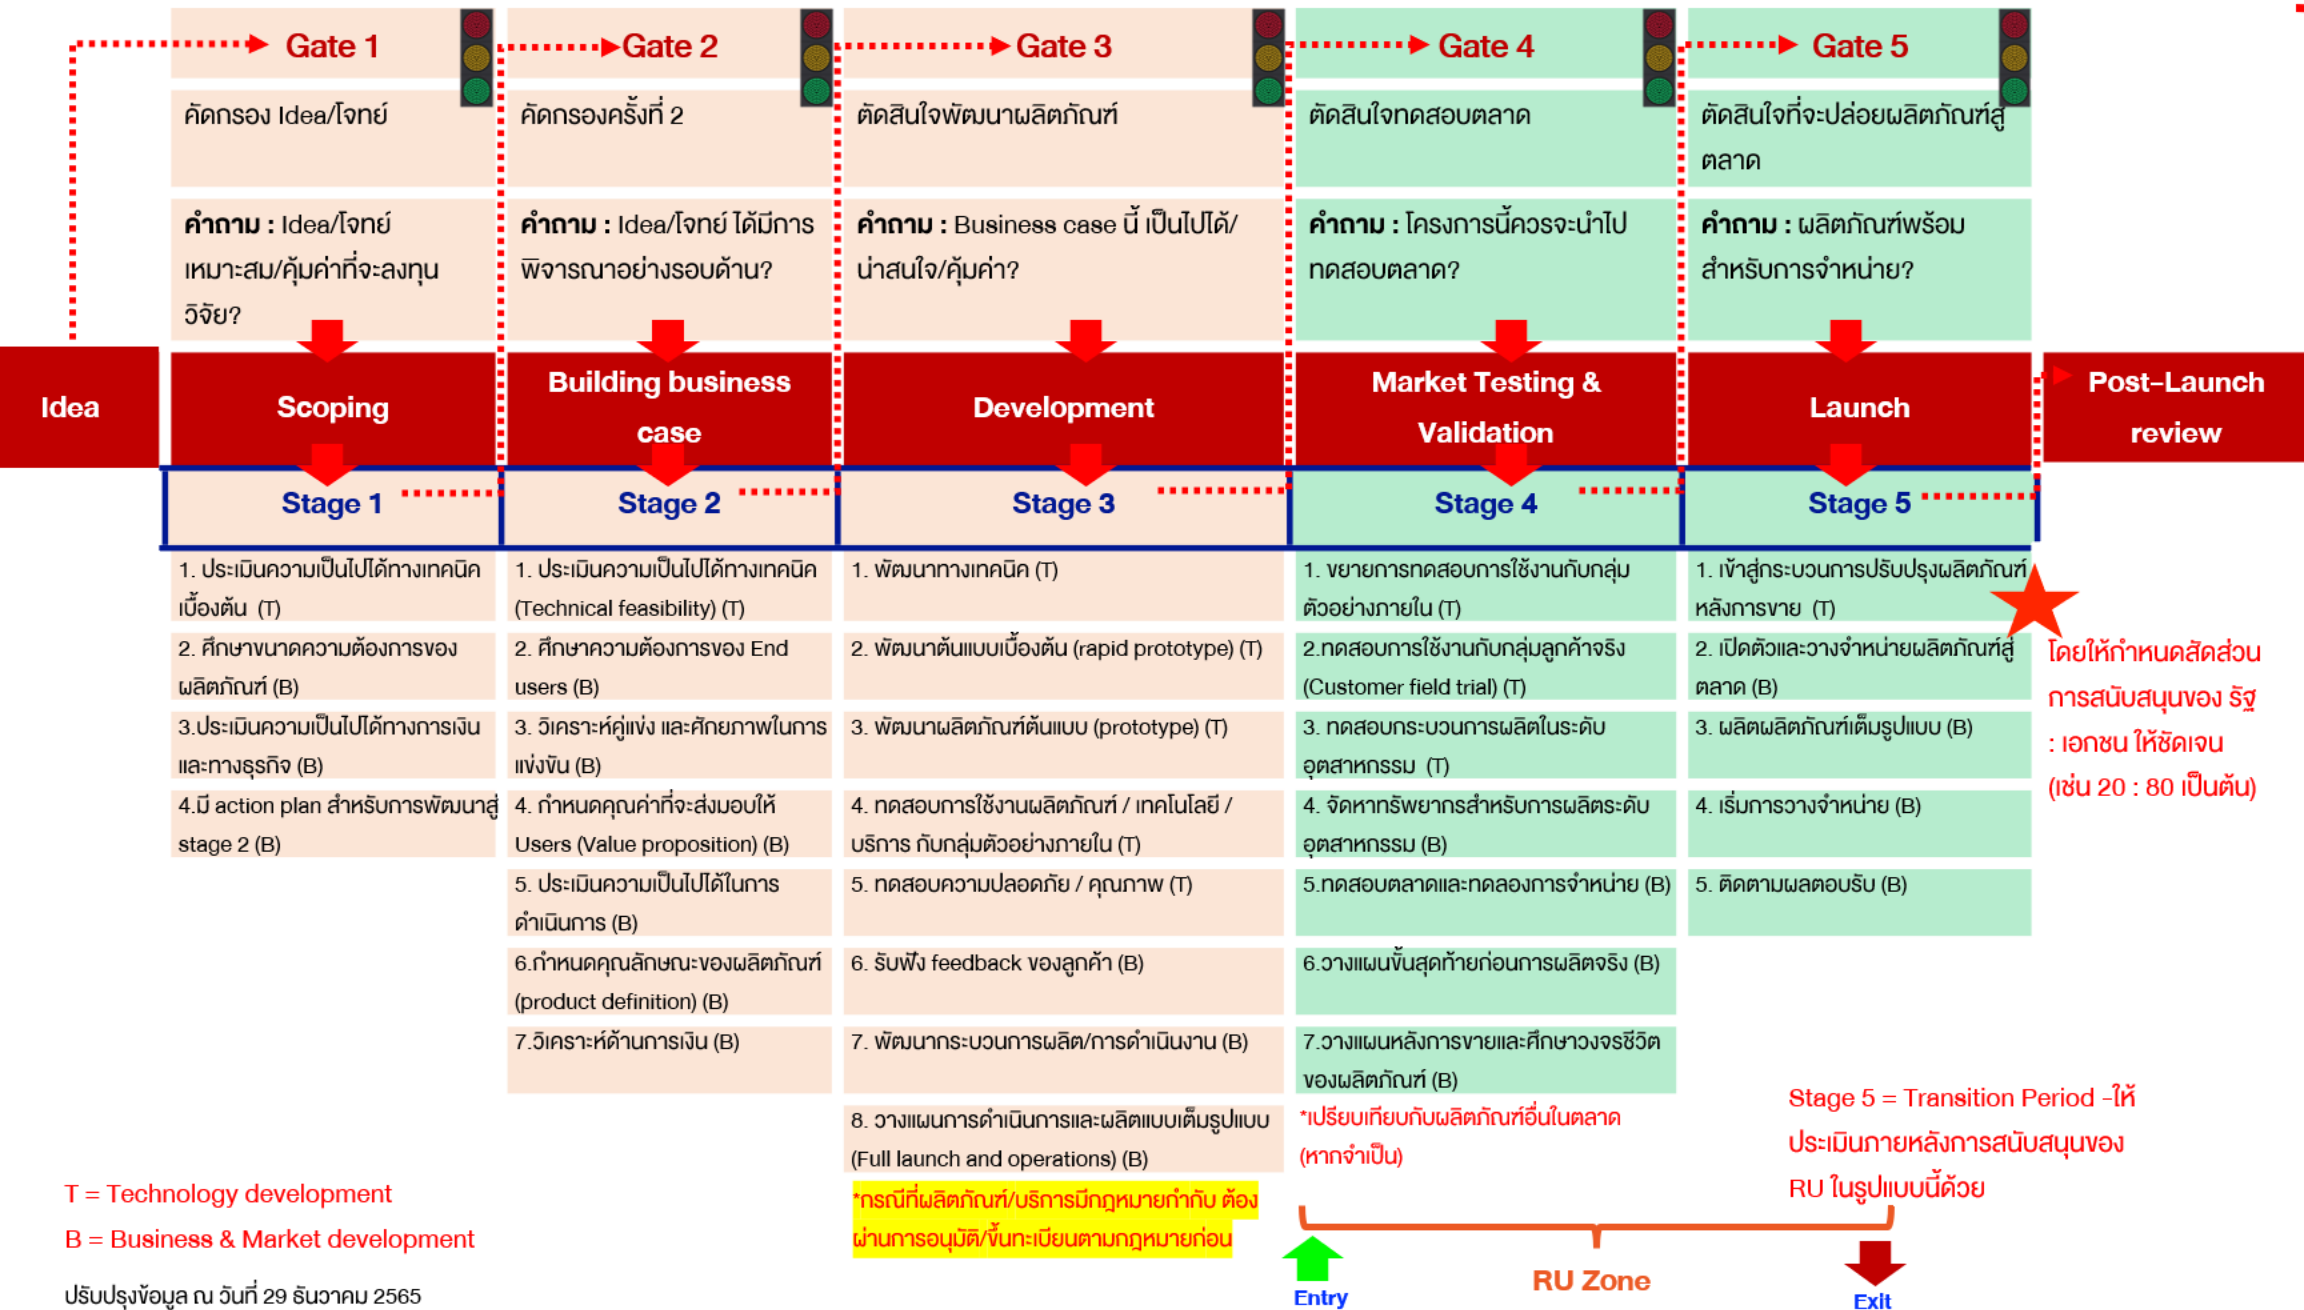 Gate 1
Gate 2
Gate 3
Gate 4
Gate 5
คัดกรอง Idea/โจทย์
คัดกรองครั้งที่ 2
ตัดสินใจพัฒนาผลิตภัณฑ์
ตัดสินใจทดสอบตลาด
ตัดสินใจที่จะปล่อยผลิตภัณฑ์สู่
ตลาด
คำถาม : Idea/โจทย์
เหมาะสม/คุ้มค่าที่จะลงทุน
วิจัย?
คำถาม : Idea/โจทย์ ได้มีการ
พิจารณาอย่างรอบด้าน?
คำถาม : Business case นี้ เป็นไปได้/
น่าสนใจ/คุ้มค่า?
คำถาม : โครงการนี้ควรจะนำไป
ทดสอบตลาด?
คำถาม : ผลิตภัณฑ์พร้อม
สำหรับการจำหน่าย?
Idea
Scoping
Building business
case
Development
Market Testing &
Validation
Launch
Post-Launch
review
Stage 1
Stage 2
Stage 3
Stage 4
Stage 5
1. ประเมินความเป็นไปได้ทางเทคนิค
เบื้องต้น (T)
2. ศึกษาขนาดความต้องการของ
ผลิตภัณฑ์ (B)
3.ประเมินความเป็นไปได้ทางการเงิน
และทางธุรกิจ (B)
4.มี action plan สำหรับการพัฒนาสู่
stage 2 (B)
1. ประเมินความเป็นไปได้ทางเทคนิค
(Technical feasibility) (T)
2. ศึกษาความต้องการของ End
users (B)
3. วิเคราะห์คู่แข่ง และศักยภาพในการ
แข่งขัน (B)
4. กำหนดคุณค่าที่จะส่งมอบให้
Users (Value proposition) (B)
5. ประเมินความเป็นไปได้ในการ
ดำเนินการ (B)
6.กำหนดคุณลักษณะของผลิตภัณฑ์
(product definition) (B)
7.วิเคราะห์ด้านการเงิน (B)
1. พัฒนาทางเทคนิค (T)
2. พัฒนาต้นแบบเบื้องต้น (rapid prototype) (T)
3. พัฒนาผลิตภัณฑ์ต้นแบบ (prototype) (T)
4. ทดสอบการใช้งานผลิตภัณฑ์ / เทคโนโลยี /
บริการ กับกลุ่มตัวอย่างภายใน (T)
5. ทดสอบความปลอดภัย / คุณภาพ (T)
6. รับฟัง feedback ของลูกค้า (B)
7. พัฒนากระบวนการผลิต/การดำเนินงาน (B)
8. วางแผนการดำเนินการและผลิตแบบเต็มรูปแบบ
(Full launch and operations) (B)
*กรณีที่ผลิตภัณฑ์/บริการมีกฎหมายกำกับ ต้อง
ผ่านการอนุมัติ/ขึ้นทะเบียนตามกฎหมายก่อน
1. ขยายการทดสอบการใช้งานกับกลุ่ม
ตัวอย่างภายใน (T)
2.ทดสอบการใช้งานกับกลุ่มลูกค้าจริง
(Customer field trial) (T)
3. ทดสอบกระบวนการผลิตในระดับ
อุตสาหกรรม (T)
4. จัดหาทรัพยากรสำหรับการผลิตระดับ
อุตสาหกรรม (B)
5.ทดสอบตลาดและทดลองการจำหน่าย (B)
6.วางแผนขั้นสุดท้ายก่อนการผลิตจริง (B)
7.วางแผนหลังการขายและศึกษาวงจรชีวิต
ของผลิตภัณฑ์ (B)
*เปรียบเทียบกับผลิตภัณฑ์อื่นในตลาด
(หากจำเป็น)
1. เข้าสู่กระบวนการปรับปรุงผลิตภัณฑ์
หลังการขาย (T)
2. เปิดตัวและวางจำหน่ายผลิตภัณฑ์สู่
ตลาด (B)
3. ผลิตผลิตภัณฑ์เต็มรูปแบบ (B)
4. เริ่มการวางจำหน่าย (B)
5. ติดตามผลตอบรับ (B)
โดยให้กำหนดสัดส่วน
การสนับสนุนของ รัฐ
: เอกชน ให้ชัดเจน
(เช่น 20 : 80 เป็นต้น)
Stage 5 = Transition Period -ให้
ประเมินภายหลังการสนับสนุนของ
RU ในรูปแบบนี้ด้วย
T = Technology development
B = Business & Market development
ปรับปรุงข้อมูล ณ วันที่ 29 ธันวาคม 2565
Entry
RU Zone
Exit